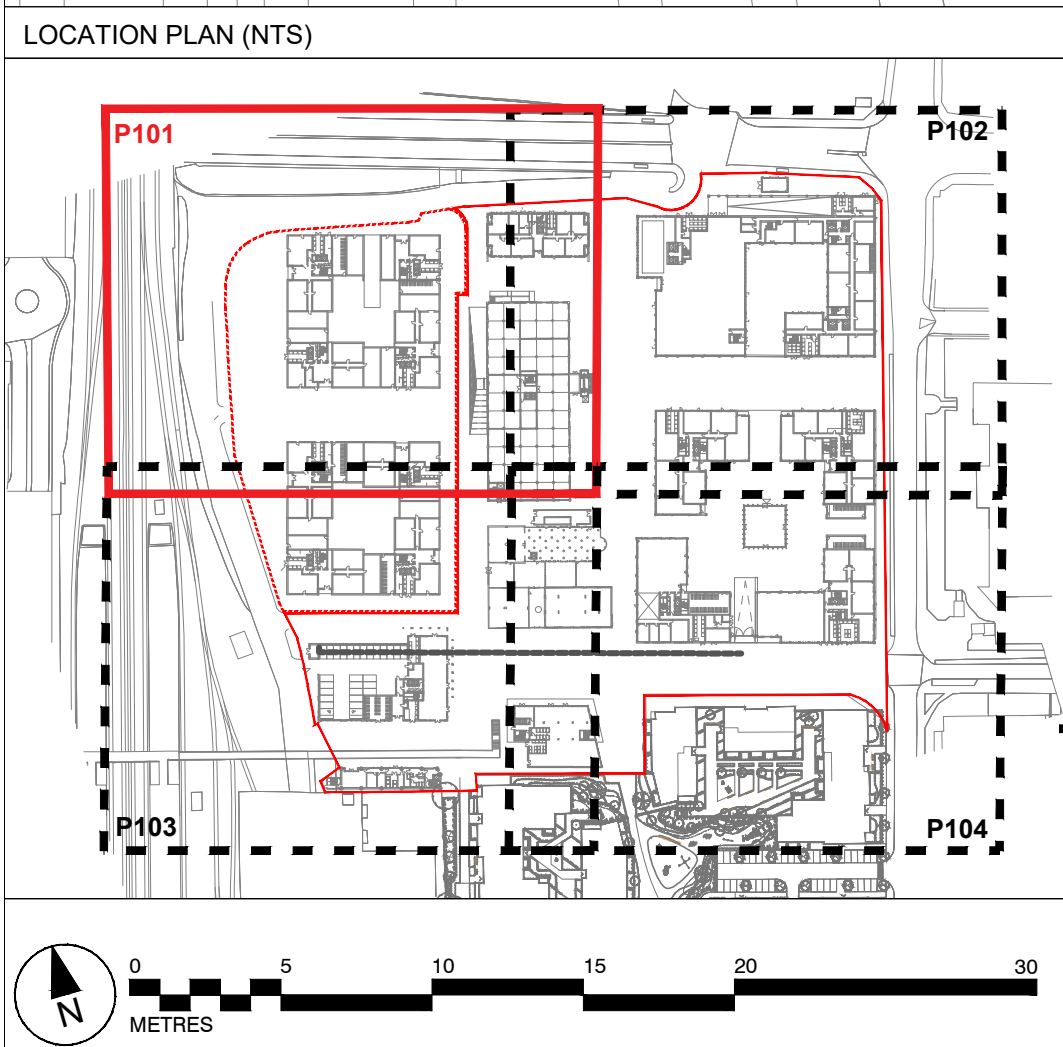 LOCATION PLAN (NTS)
P101
P102
P103
P104
N
0 5 10 15 20 30
METRES